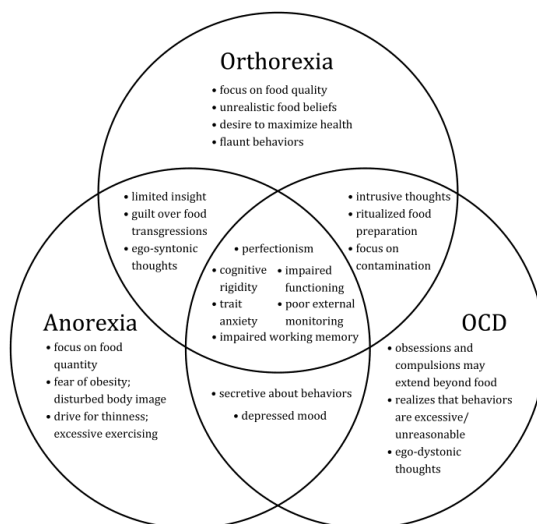 Orthorexia
• focus on food quality
• unrealistic food beliefs
• desire to maximize health
• flaunt behaviors
• limited insight
• guilt over food
transgressions
• ego-syntonic
thoughts
• intrusive thoughts
• ritualized food
preparation
• focus on
contamination
• perfectionism
• cognitive
rigidity
• trait
anxiety
• impaired
functioning
• poor external
monitoring
• impaired working memory
Anorexia
• focus on food
quantity
• fear of obesity;
disturbed body image
• drive for thinness;
excessive exercising
OCD
• obsessions and
compulsions may
extend beyond food
• realizes that behaviors
are excessive/
unreasonable
• ego-dystonic
thoughts
• secretive about behaviors
• depressed mood